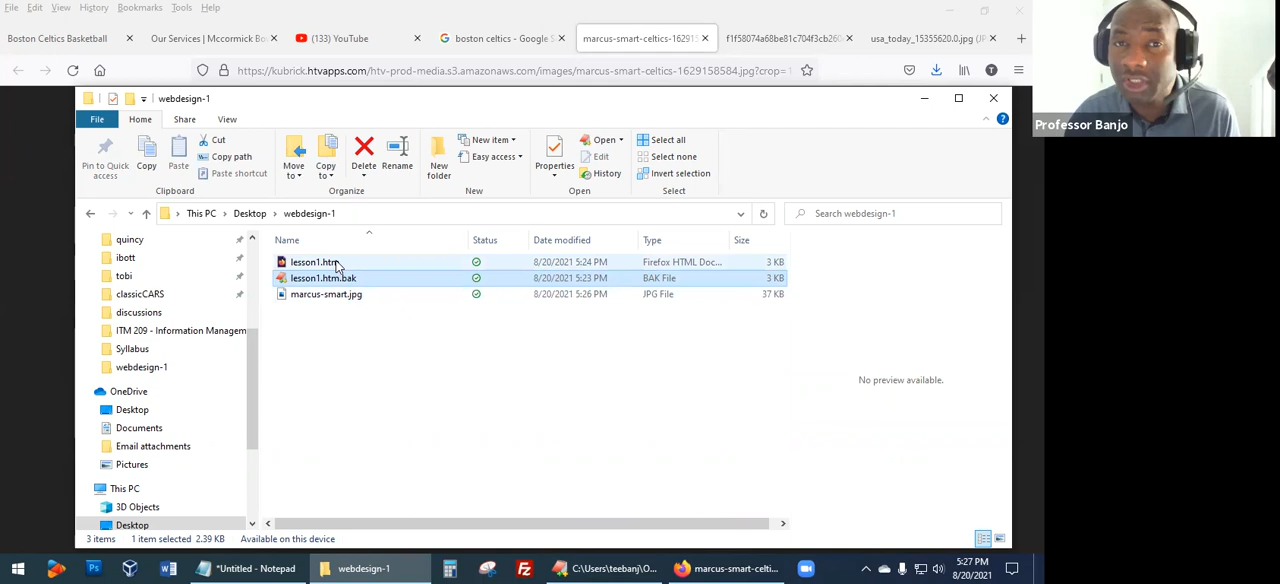 File Edit View History Bookmarks Tools Help
Boston Celtics Basketball × Our Services | Mccormick Bo × (133) YouTube × boston celtics - Google S × marcus-smart-celtics-16291 × f1f58074a68be81c704f3cb260 × usa_today_15355620.0.jpg (JP ×
https://kubrick.htvapps.com/htv-prod-media.s3.amazonaws.com/images/marcus-smart-celtics-1629158584.jpg?crop=1
T
Professor Banjo
webdesign-1
File Home Share View
Pin to Quick access
Copy
Paste
Cut
Copy path
Paste shortcut
Move to
Copy to
Delete
Rename
New folder
New item
Easy access
Properties
Open
Edit
History
Select all
Select none
Invert selection
Clipboard Organize New Open Select
This PC > Desktop > webdesign-1
Search webdesign-1
Name Status Date modified Type Size
lesson1.htm 8/20/2021 5:24 PM Firefox HTML Doc... 3 KB
lesson1.htm.bak 8/20/2021 5:23 PM BAK File 3 KB
marcus-smart.jpg 8/20/2021 5:26 PM JPG File 37 KB
quincy
ibott
tobi
classicCARS
discussions
ITM 209 - Information Managem
Syllabus
webdesign-1
OneDrive
Desktop
Documents
Email attachments
Pictures
This PC
3D Objects
Desktop
No preview available.
3 items 1 item selected 2.39 KB Available on this device
*Untitled - Notepad
webdesign-1
C:\Users\teebanj\O...
marcus-smart-celti...
5:27 PM
8/20/2021